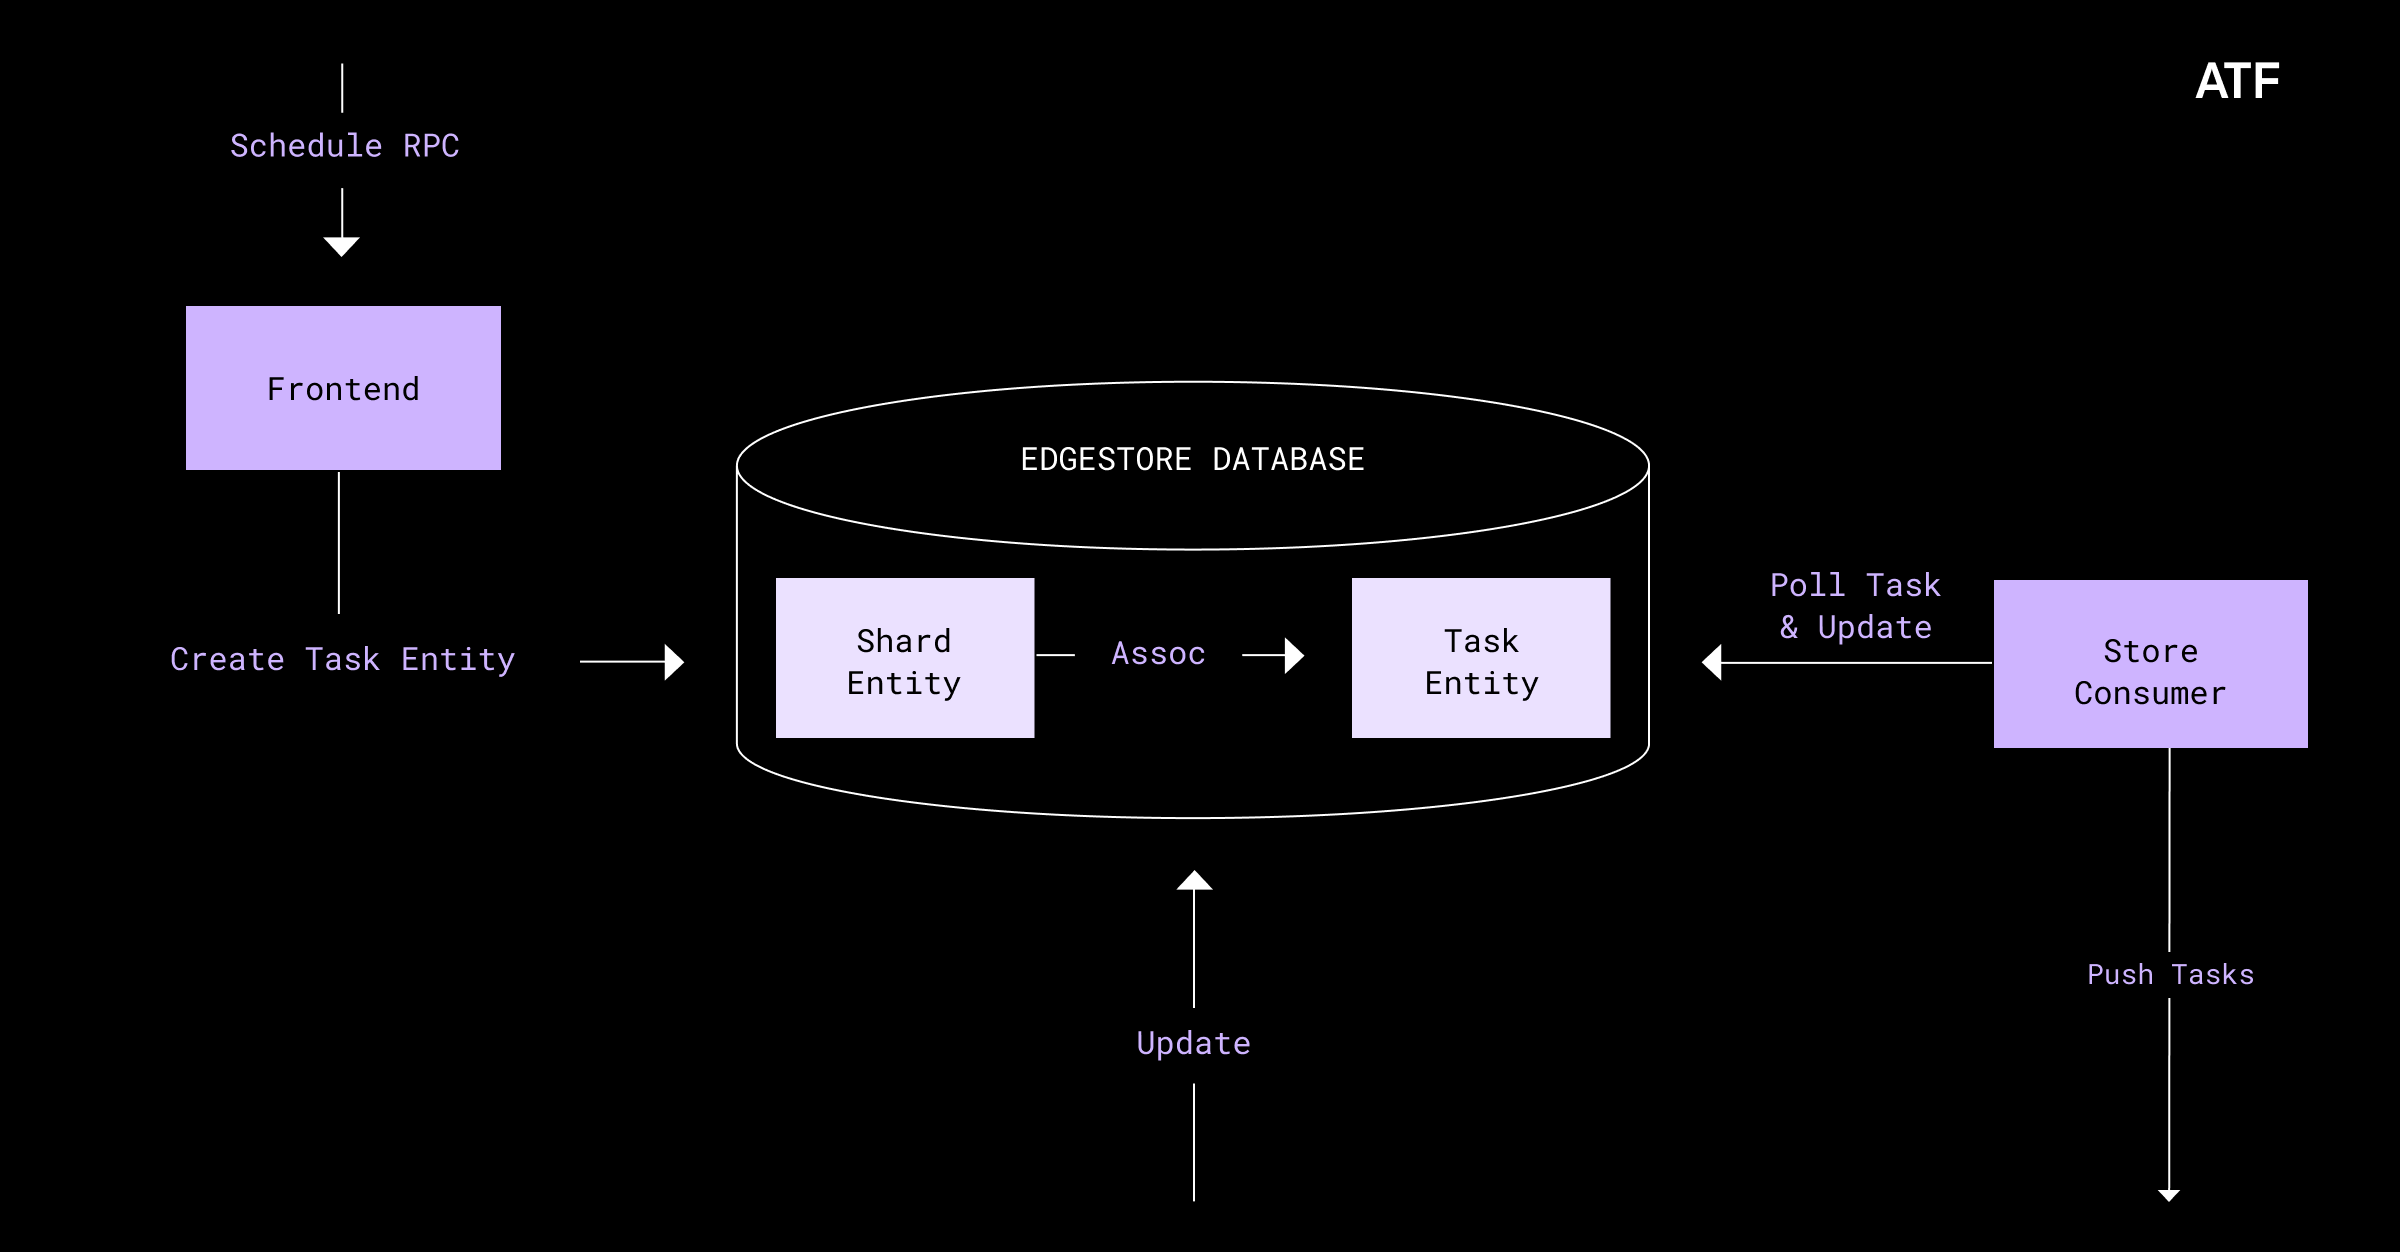 ATF
Schedule RPC
Frontend
EDGESTORE DATABASE
Create Task Entity
Shard
Entity
Assoc
Task
Entity
Poll Task
& Update
Store
Consumer
Push Tasks
Update